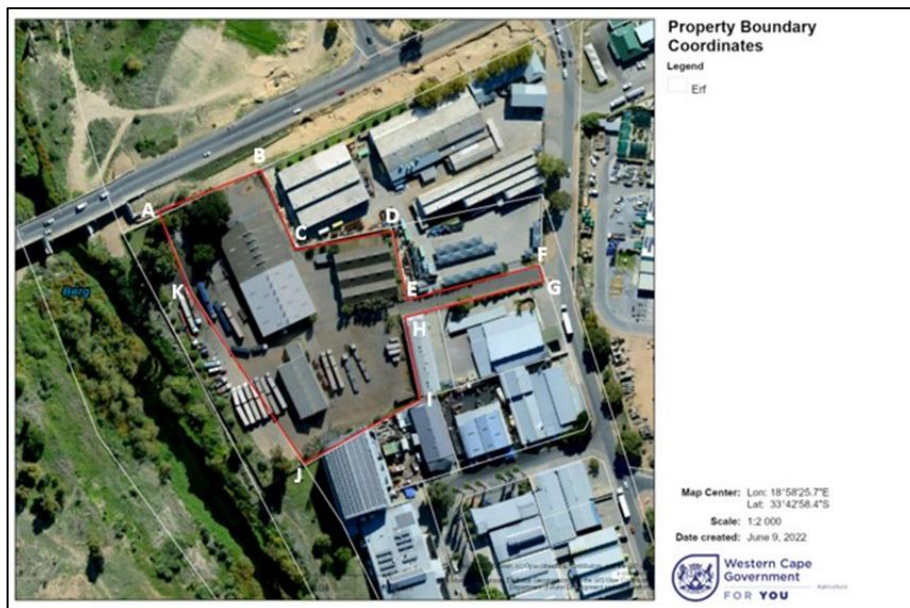 Property Boundary
Coordinates
Legend
Erf
B
A
D
C
F
K
Berg
E
G
H
I
J
Map Center: Lon: 18°58'25.7"E
Lat: 33°42'58.4"S
Scale: 1:2 000
Date created: June 9, 2022
Western Cape
Government
Agriculture
FOR YOU